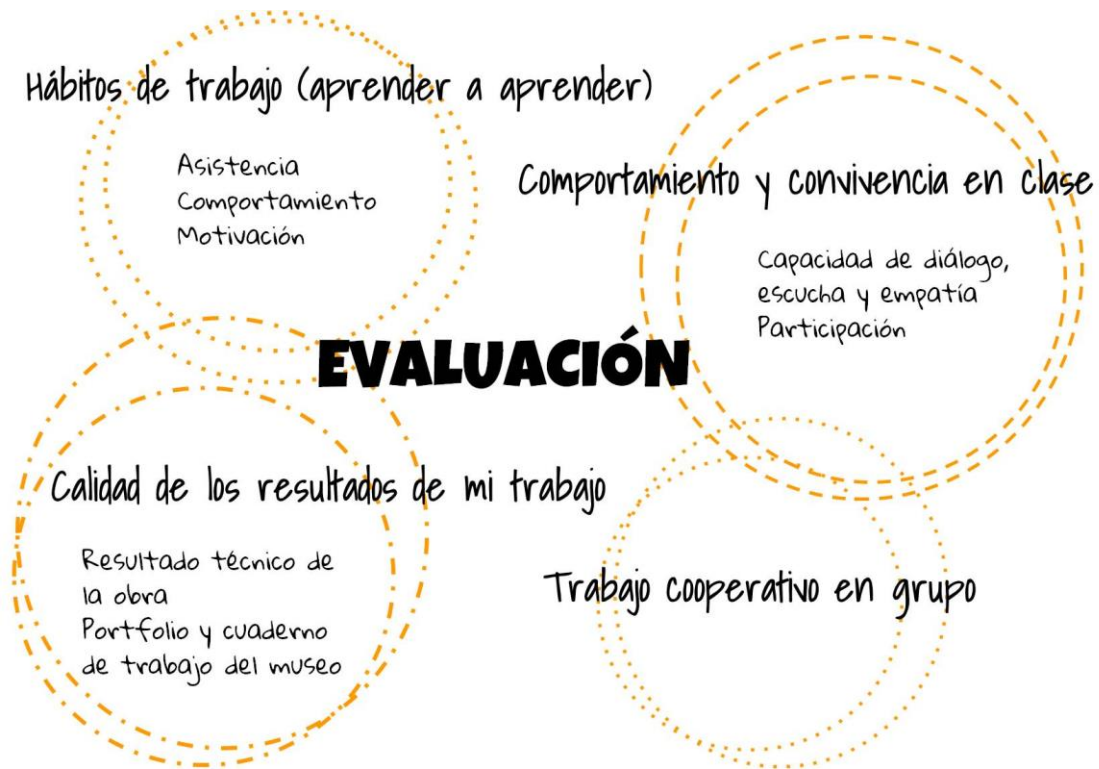 Hábitos de trabajo (aprender a aprender)
Asistencia
Comportamiento
Motivación
Comportamiento y convivencia en clase
Capacidad de diálogo,
escucha y empatía
Participación
EVALUACIÓN
Calidad de los resultados de mi trabajo
Resultado técnico de
la obra
Portfolio y cuaderno
de trabajo del museo
Trabajo cooperativo en grupo